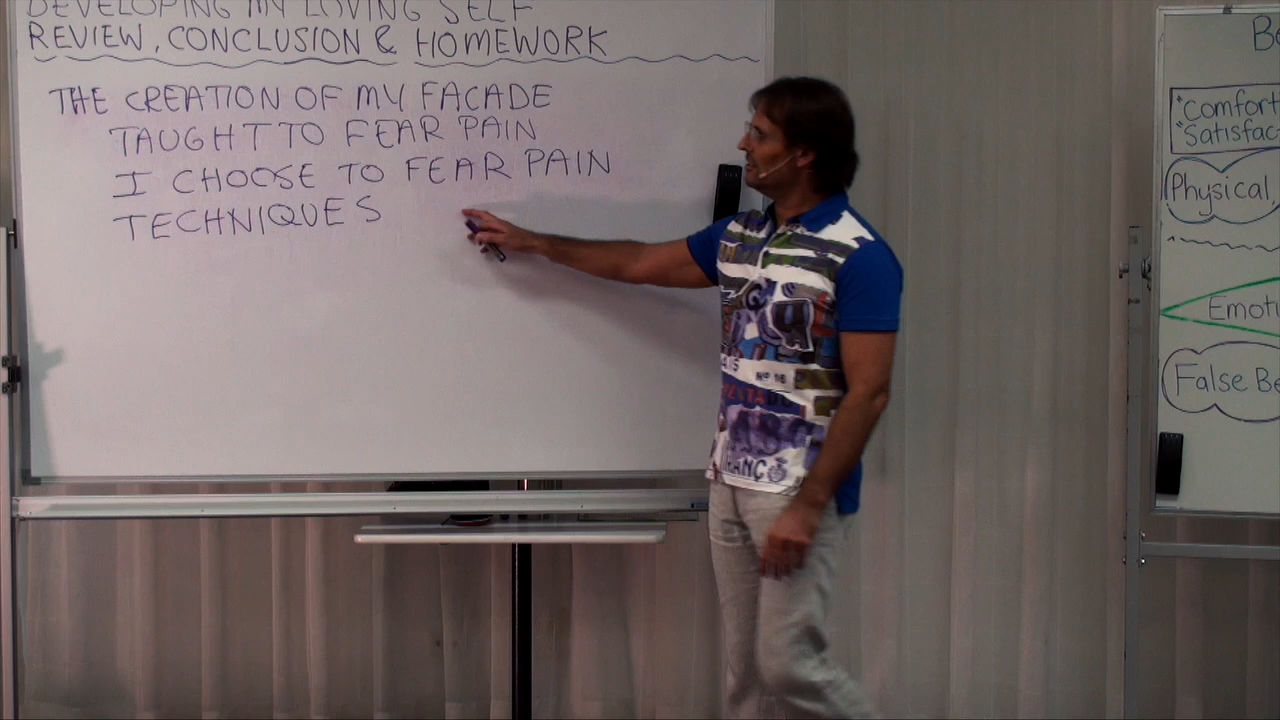 DEVELOPING MY LOVING SELF
REVIEW, CONCLUSION & HOMEWORK
THE CREATION OF MY FACADE
TAUGHT TO FEAR PAIN
I CHOOSE TO FEAR PAIN
TECHNIQUES
Comfort
Satisfac
Physical,
Emoti
False Be